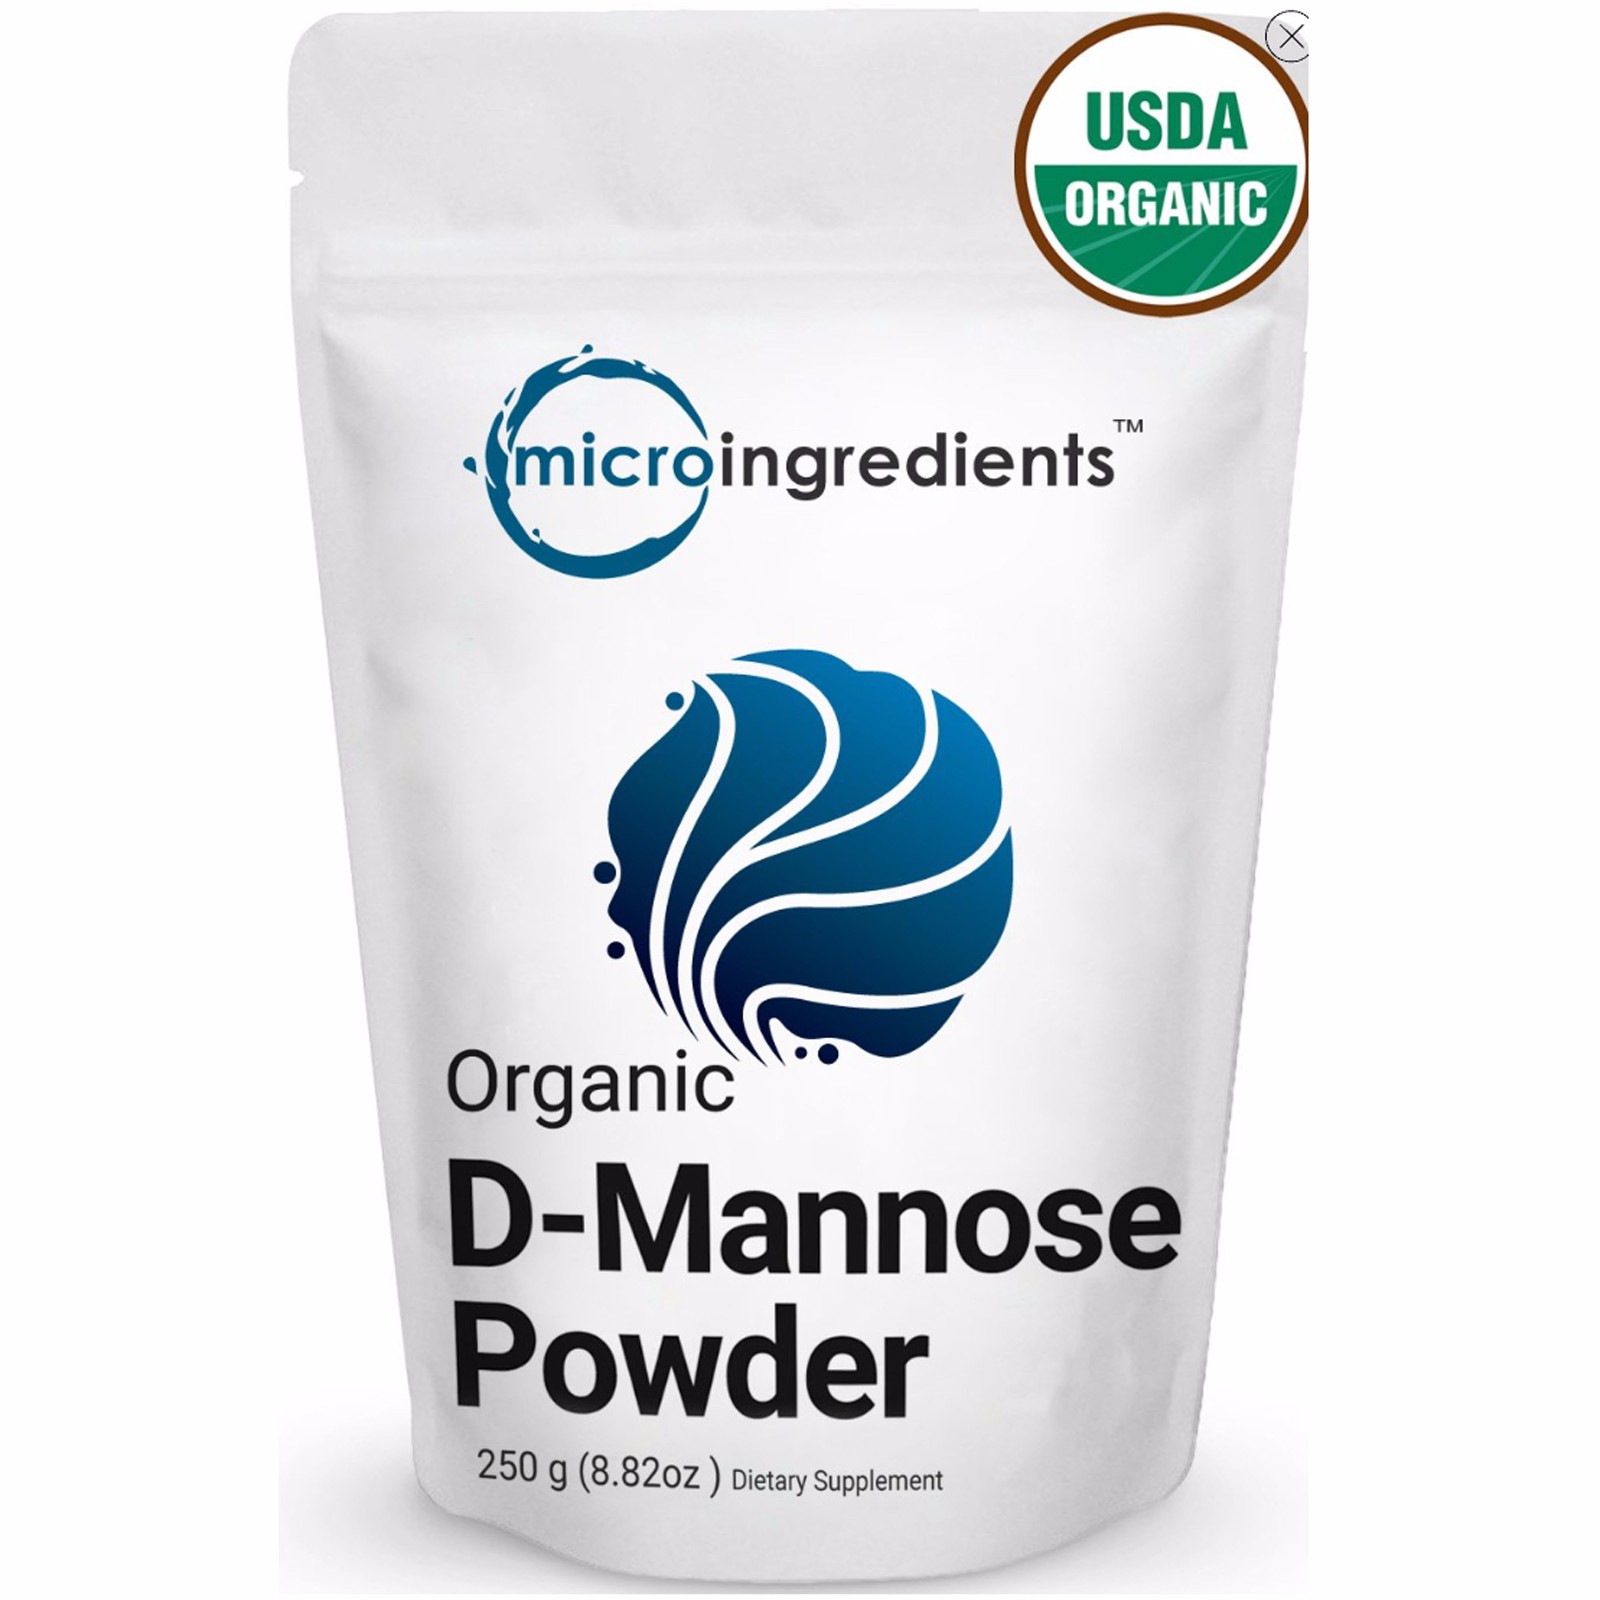 USDA
ORGANIC
microingredients™
Organic
D-Mannose
Powder
250 g (8.82oz ) Dietary Supplement